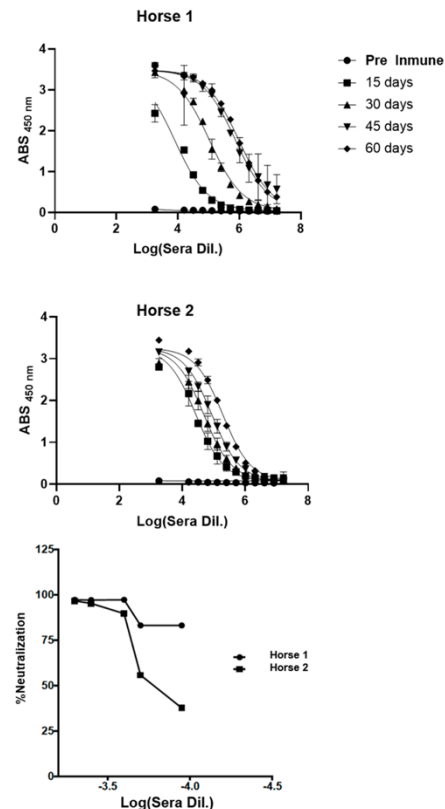 Horse 1
ABS 450 nm
4
3
2
1
0
0 2 4 6 8
Log(Sera Dil.)
Pre Inmune
15 days
30 days
45 days
60 days
Horse 2
ABS 450 nm
4
3
2
1
0
0 2 4 6 8
Log(Sera Dil.)
%Neutralization
125
100
75
50
25
0
-3.5 -4.0 -4.5
Log(Sera Dil.)
Horse 1
Horse 2